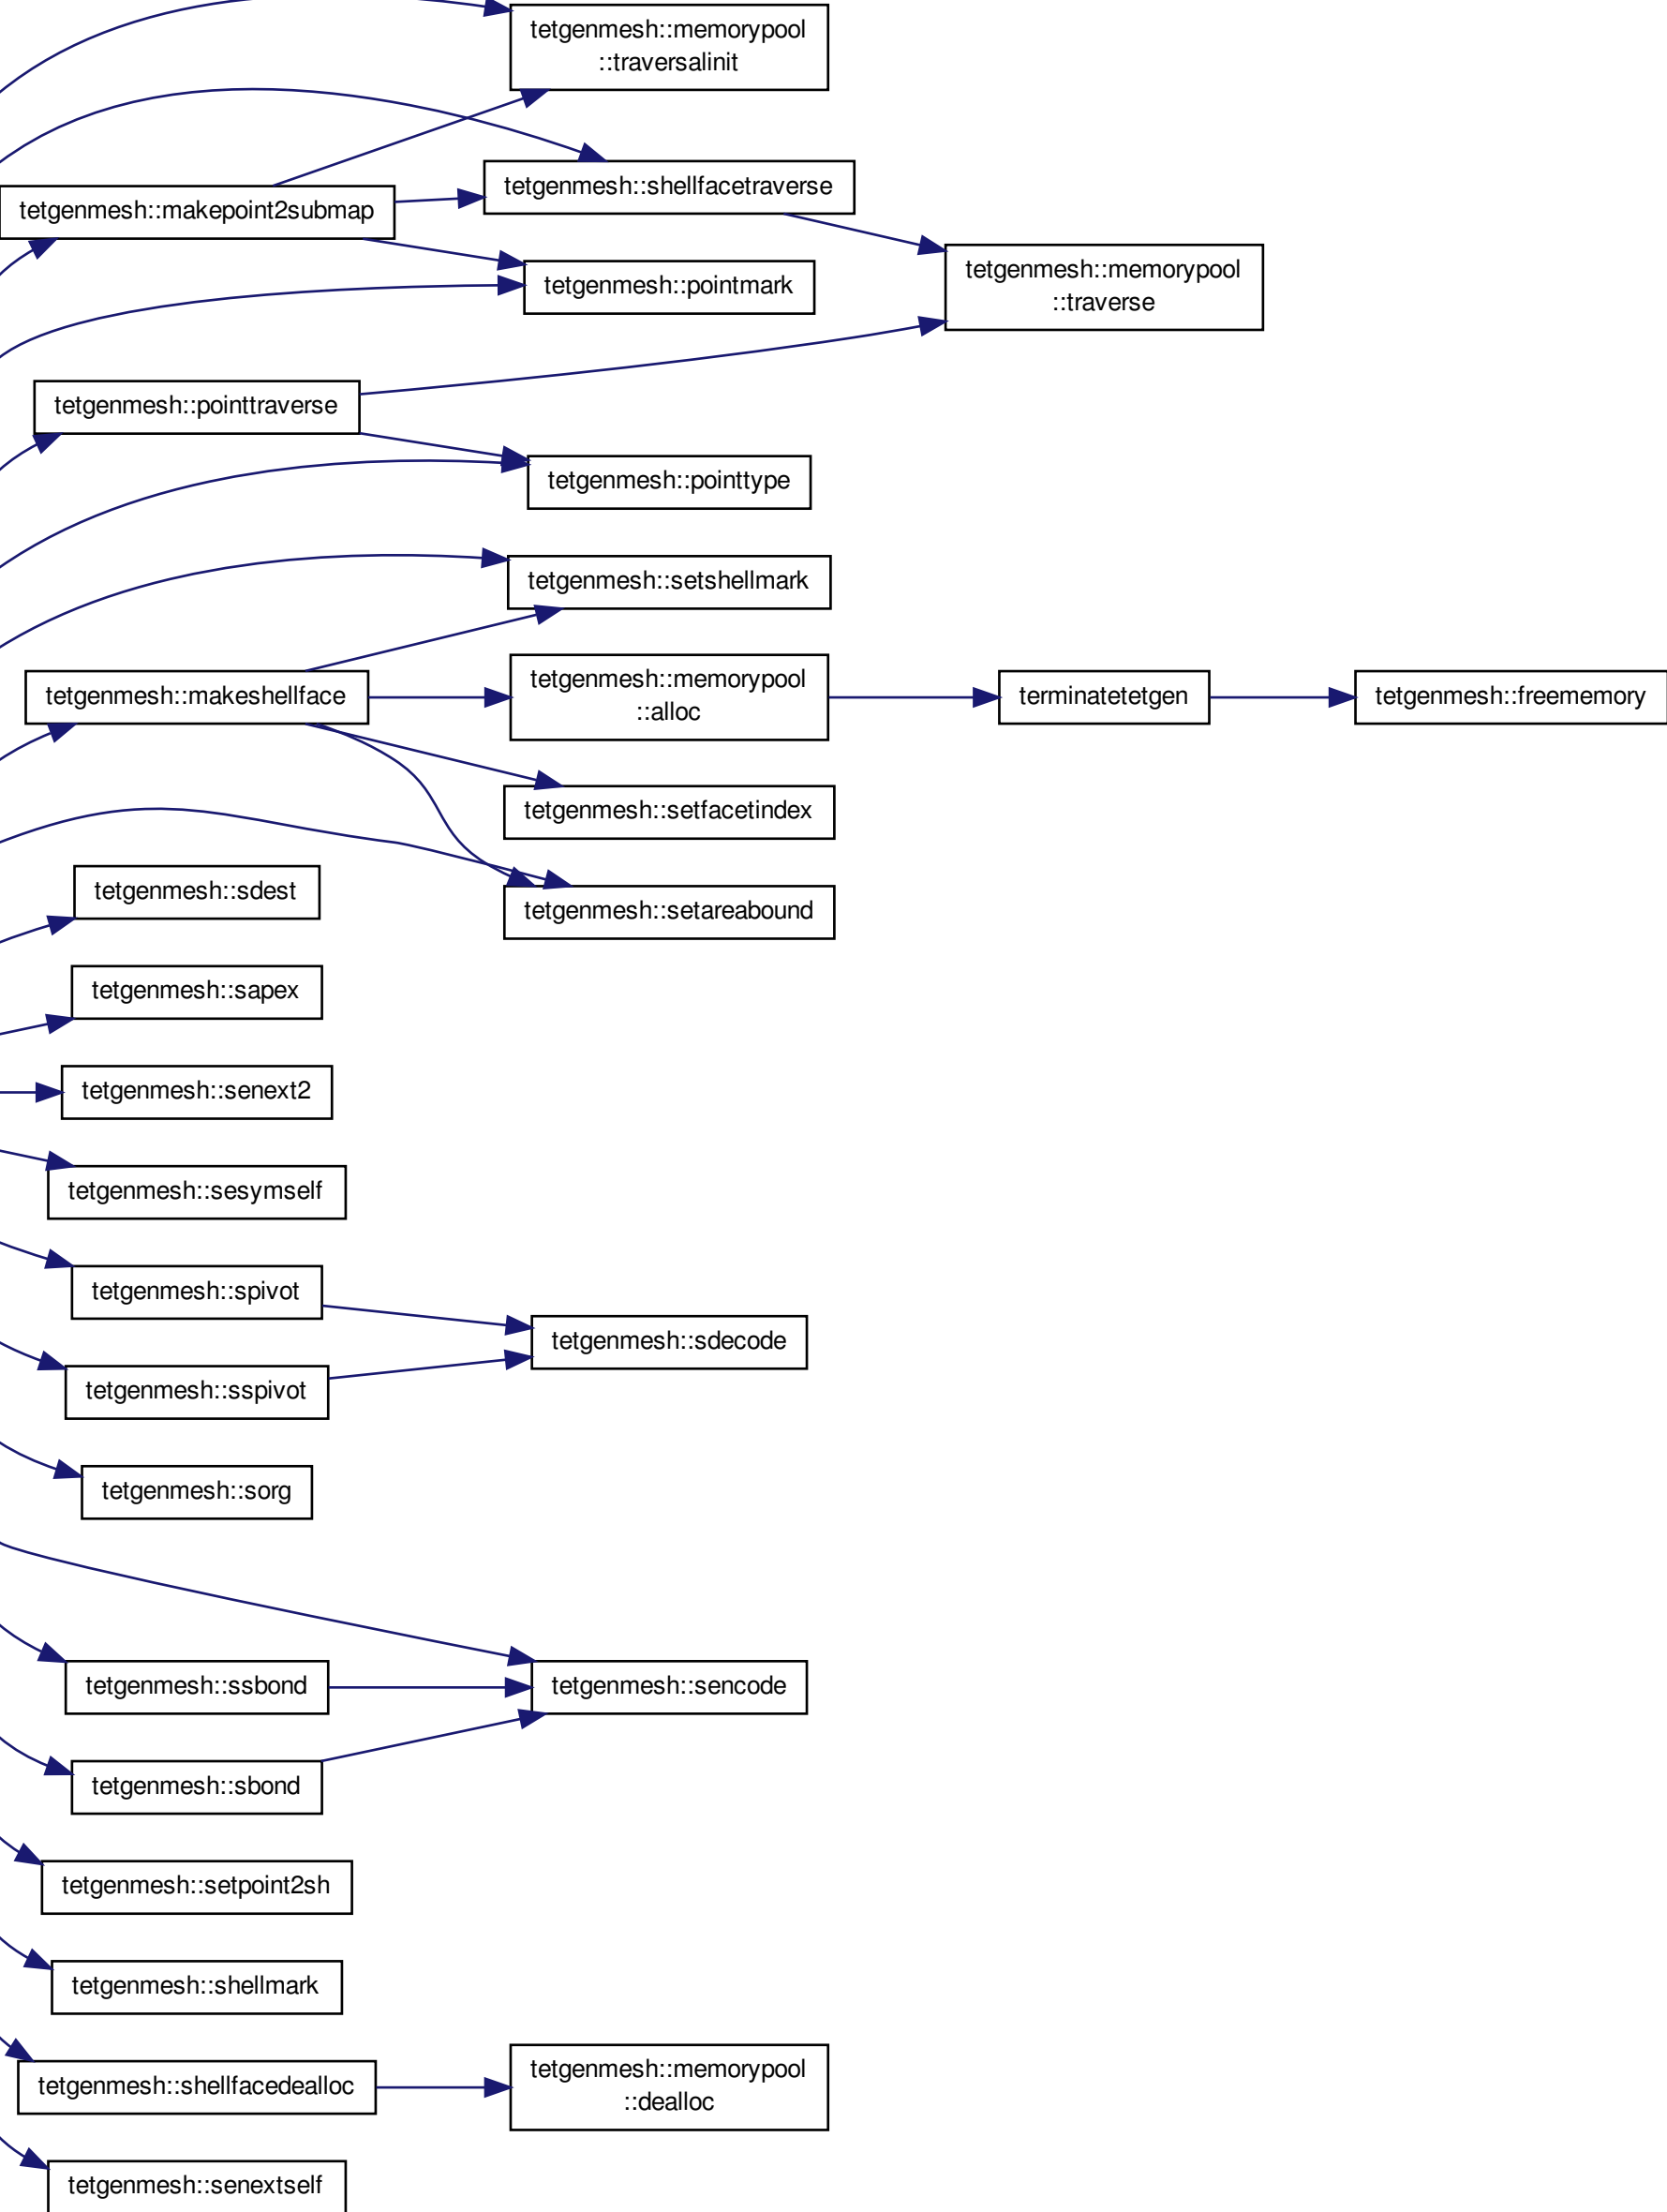 tetgenmesh::memorypool
::traversalinit
tetgenmesh::shellfacetraverse
tetgenmesh::makepoint2submap
tetgenmesh::memorypool
::traverse
tetgenmesh::pointmark
tetgenmesh::pointtraverse
tetgenmesh::pointtype
tetgenmesh::setshellmark
tetgenmesh::makeshellface
tetgenmesh::memorypool
::alloc
terminatetetgen
tetgenmesh::freememory
tetgenmesh::setfacetindex
tetgenmesh::sdest
tetgenmesh::setareabound
tetgenmesh::sapex
tetgenmesh::senext2
tetgenmesh::sesymself
tetgenmesh::spivot
tetgenmesh::sdecode
tetgenmesh::sspivot
tetgenmesh::sorg
tetgenmesh::ssbond
tetgenmesh::sencode
tetgenmesh::sbond
tetgenmesh::setpoint2sh
tetgenmesh::shellmark
tetgenmesh::shellfacedealloc
tetgenmesh::memorypool
::dealloc
tetgenmesh::senextself